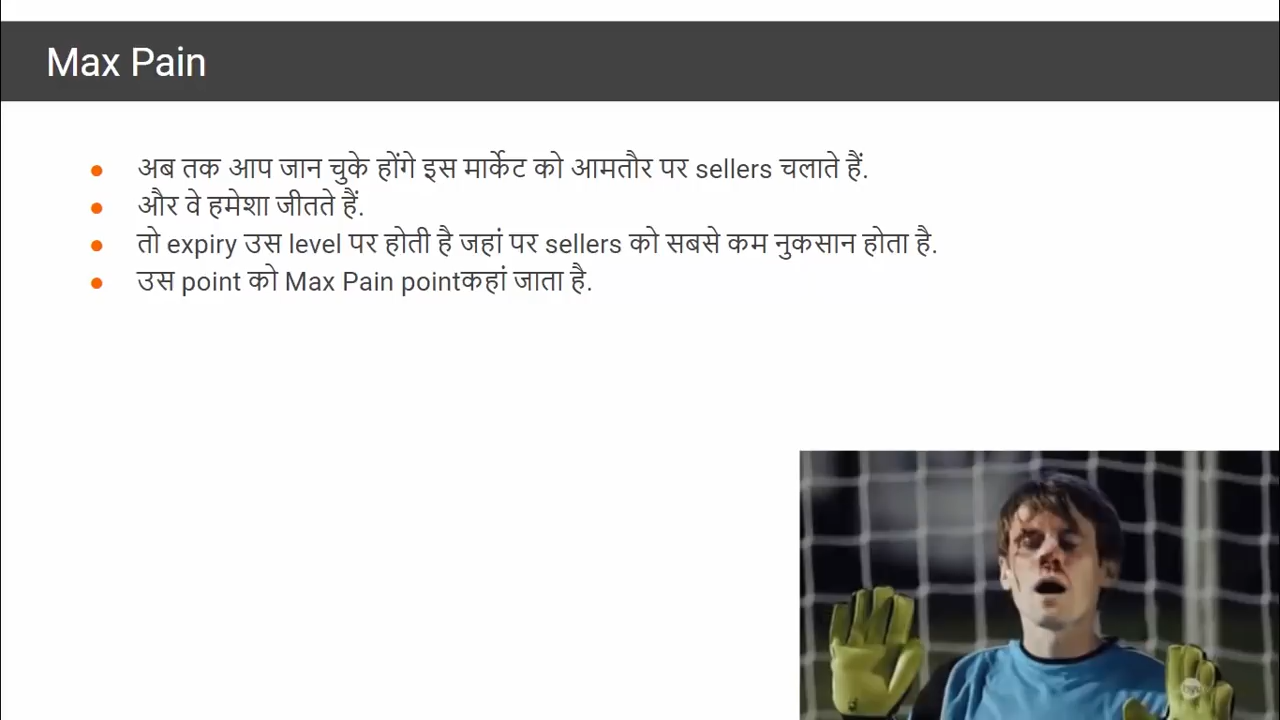 Max Pain
अब तक आप जान चुके होंगे इस मार्केट को आमतौर पर sellers चलाते हैं.
और वे हमेशा जीतते हैं.
तो expiry उस level पर होती है जहां पर sellers को सबसे कम नुकसान होता है.
उस point को Max Pain pointकहां जाता है.